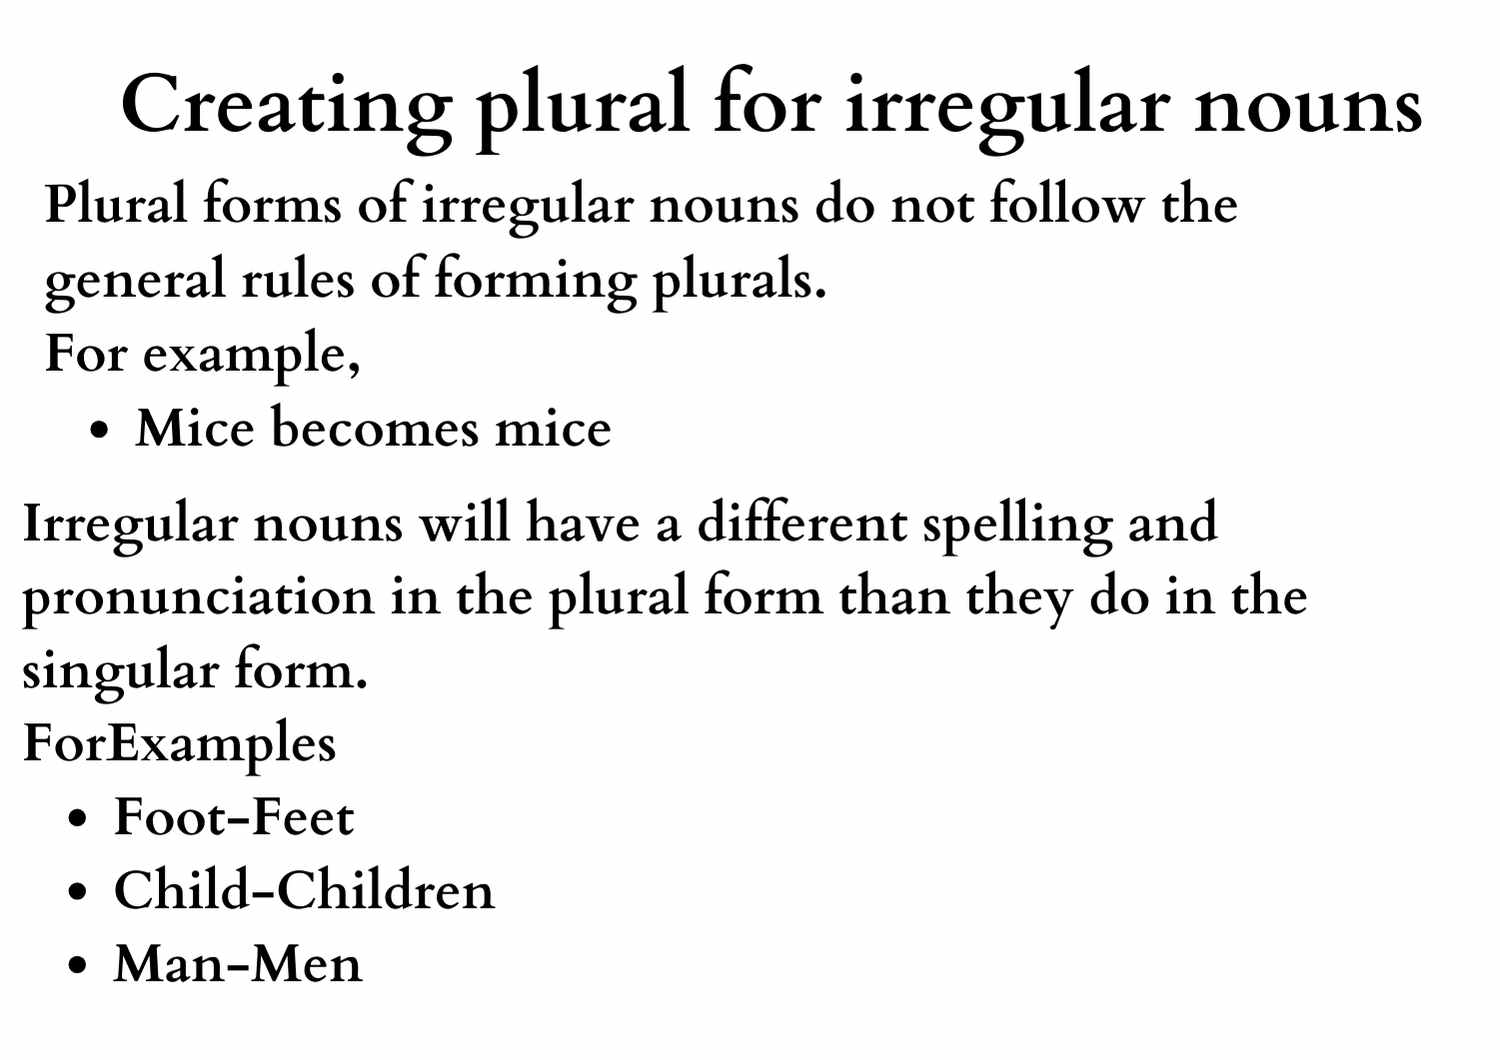 Creating plural for irregular nouns
Plural forms of irregular nouns do not follow the
general rules of forming plurals.
For example,
• Mice becomes mice
Irregular nouns will have a different spelling and
pronunciation in the plural form than they do in the
singular form.
ForExamples
• Foot-Feet
• Child-Children
• Man-Men